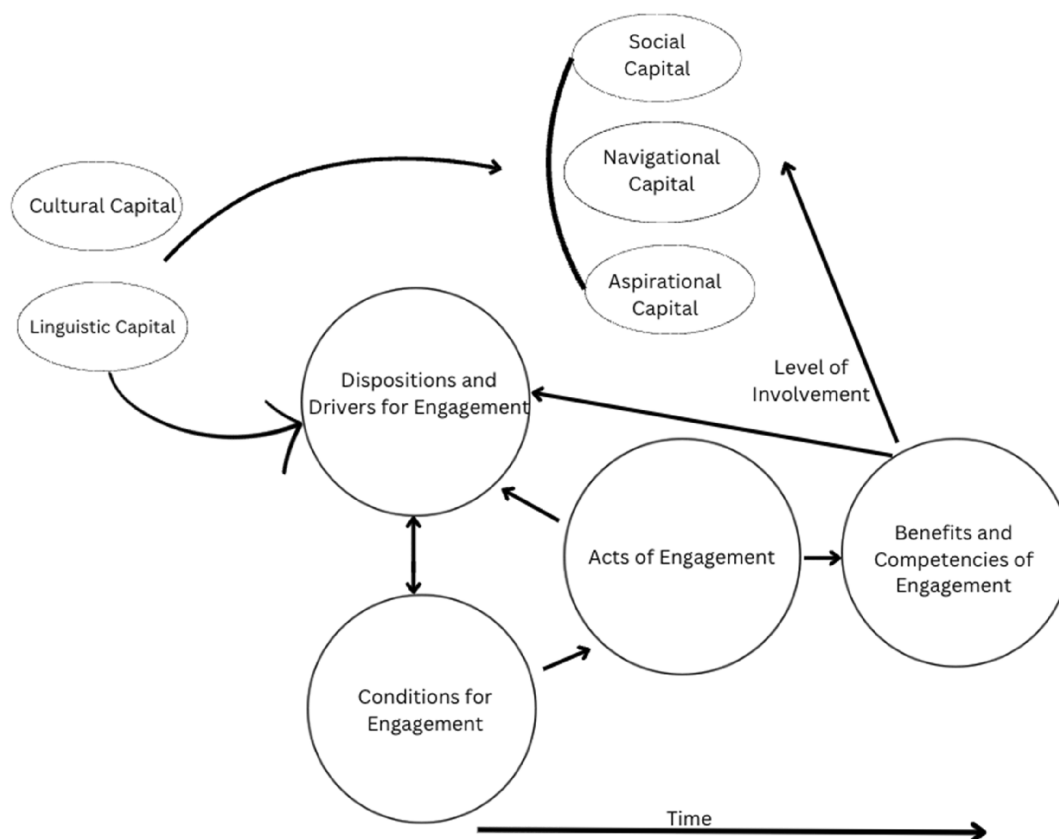 Social
Capital
Navigational
Capital
Cultural Capital
Aspirational
Capital
Linguistic Capital
Dispositions and
Drivers for Engagement
Level of
Involvement
Acts of Engagement
Benefits and
Competencies of
Engagement
Conditions for
Engagement
Time